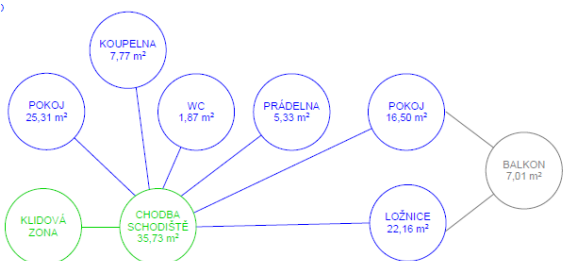 KOUPELNA
7,77 m²
POKOJ
25,31 m²
WC
1,87 m²
PRÁDELNA
5,33 m²
POKOJ
16,50 m²
BALKON
7,01 m²
KLIDOVÁ
ZONA
CHODBA
SCHODIŠTĚ
35,73 m²
LOŽNICE
22,16 m²